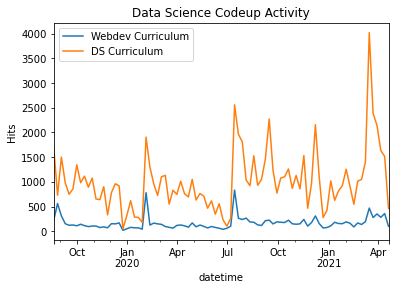 Data Science Codeup Activity
Webdev Curriculum
DS Curriculum
4000
3500
3000
2500
2000
1500
1000
500
0
Hits
Oct
Jan
2020
Apr
Jul
Oct
Jan
2021
Apr
datetime